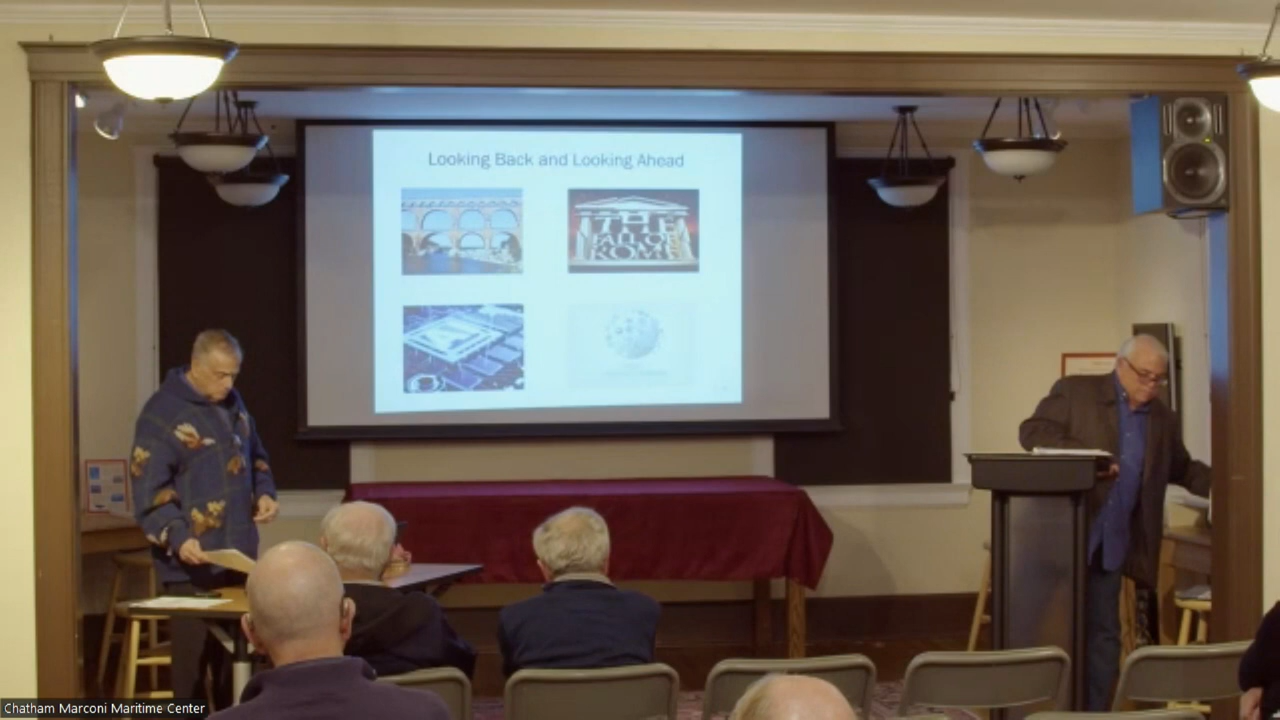 Looking Back and Looking Ahead
THE
FALL OF
ROME
Chatham Marconi Maritime Center